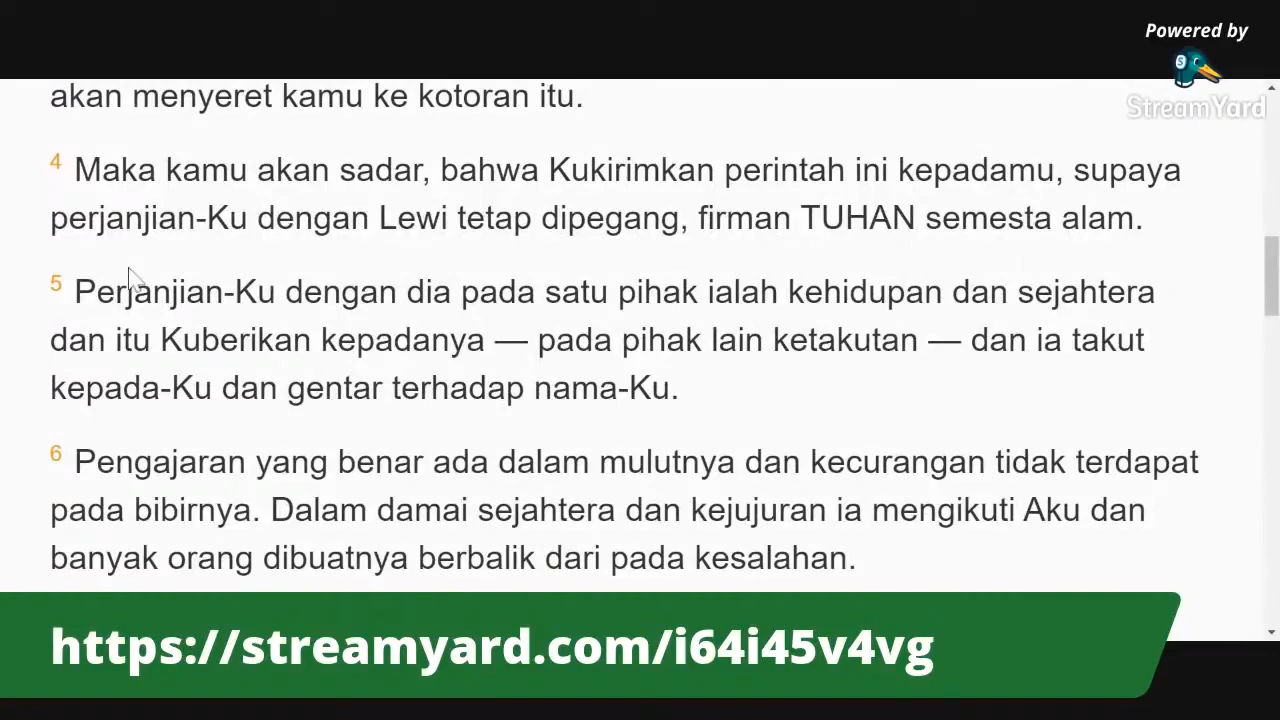 Powered by
StreamYard
akan menyeret kamu ke kotoran itu.
4 Maka kamu akan sadar, bahwa Kukirimkan perintah ini kepadamu, supaya
perjanjian-Ku dengan Lewi tetap dipegang, firman TUHAN semesta alam.
5 Perjanjian-Ku dengan dia pada satu pihak ialah kehidupan dan sejahtera
dan itu Kuberikan kepadanya — pada pihak lain ketakutan — dan ia takut
kepada-Ku dan gentar terhadap nama-Ku.
6 Pengajaran yang benar ada dalam mulutnya dan kecurangan tidak terdapat
pada bibirnya. Dalam damai sejahtera dan kejujuran ia mengikuti Aku dan
banyak orang dibuatnya berbalik dari pada kesalahan.
https://streamyard.com/i64i45v4vg